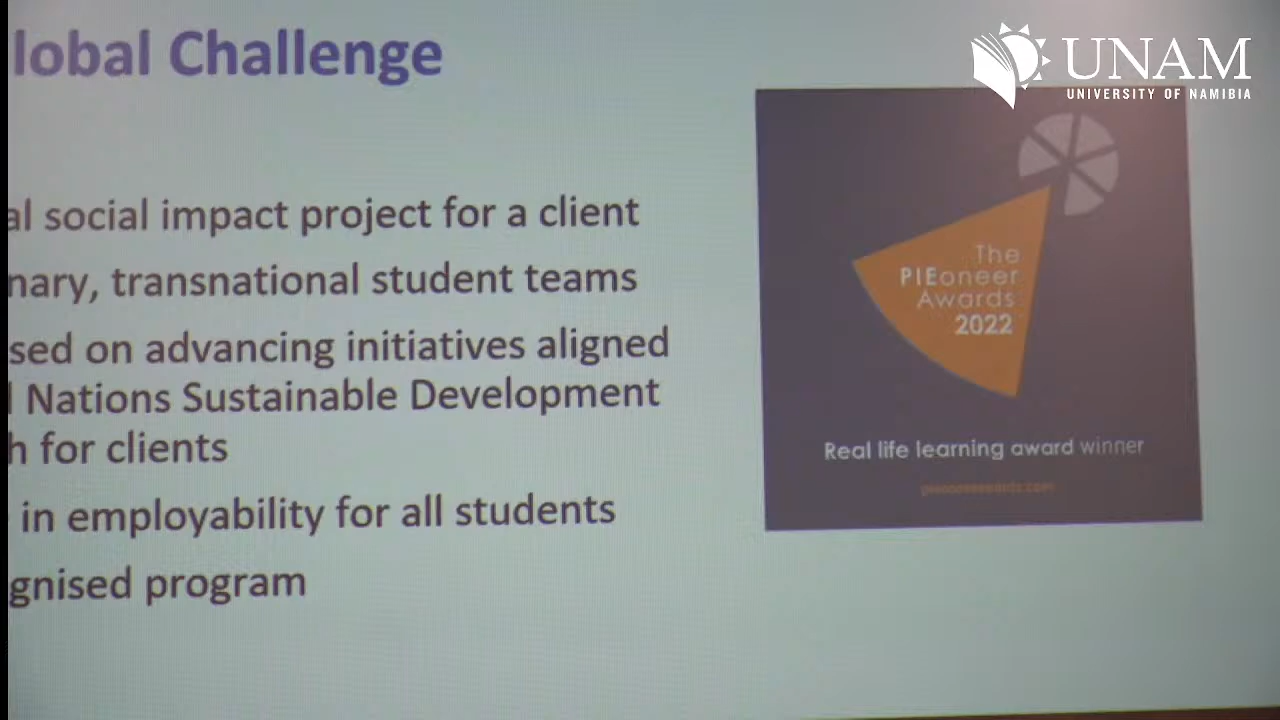 lobal Challenge
UNAM
UNIVERSITY OF NAMIBIA
al social impact project for a client
nary, transnational student teams
sed on advancing initiatives aligned
Nations Sustainable Development
h for clients
in employability for all students
gnised program
The
PIEoneer
Awards
2022
Real life learning award winner